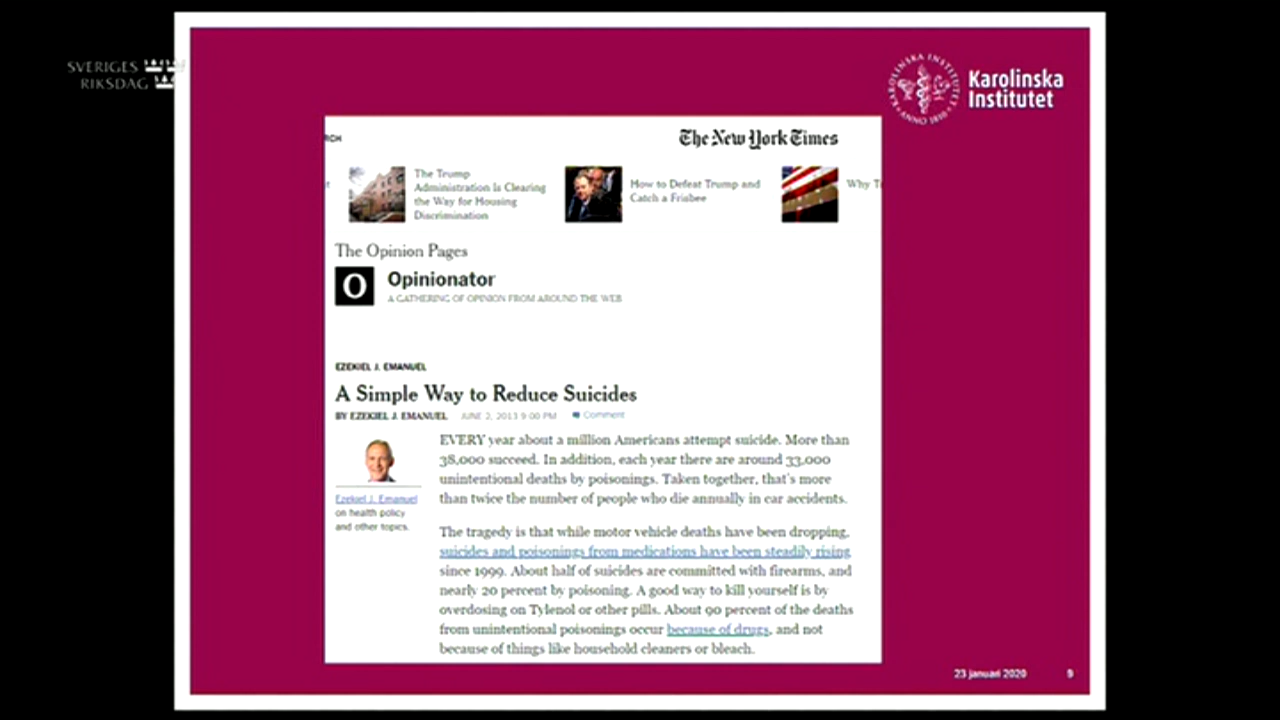 SVERIGES
RIKSDAG
KAROLINSKA INSTITUTET
ANNO 1810
Karolinska
Institutet
RCH
The New York Times
t
The Trump
Administration Is Clearing
the Way for Housing
Discrimination
How to Defeat Trump and
Catch a Frisbee
Why T
The Opinion Pages
O
Opinionator
A GATHERING OF OPINION FROM AROUND THE WEB
EZEKIEL J. EMANUEL
A Simple Way to Reduce Suicides
BY EZEKIEL J. EMANUEL JUNE 2, 2013 9:00 PM Comment
Ezekiel J. Emanuel
on health policy
and other topics.
EVERY year about a million Americans attempt suicide. More than
38,000 succeed. In addition, each year there are around 33,000
unintentional deaths by poisonings. Taken together, that's more
than twice the number of people who die annually in car accidents.
The tragedy is that while motor vehicle deaths have been dropping,
suicides and poisonings from medications have been steadily rising
since 1999. About half of suicides are committed with firearms, and
nearly 20 percent by poisoning. A good way to kill yourself is by
overdosing on Tylenol or other pills. About 90 percent of the deaths
from unintentional poisonings occur because of drugs, and not
because of things like household cleaners or bleach.
23 januari 2020 9